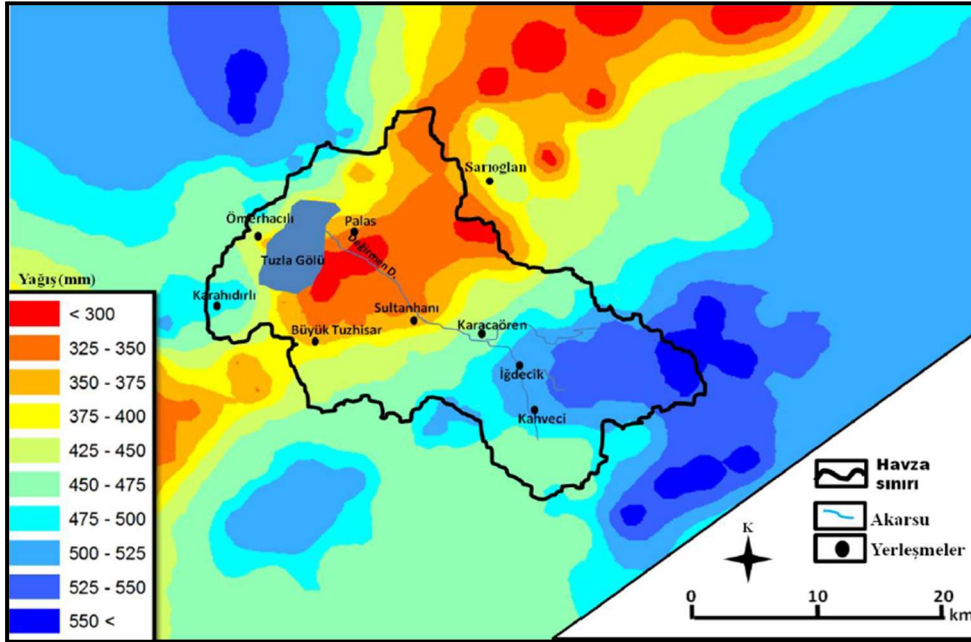 Sarıoğlan
Ömerhacılı
Palas
Değirmen D.
Tuzla Gölü
Karahıdırlı
Sultanhanı
Büyük Tuzhisar
Karacaören
İğdecik
Kahveci
Yağış (mm)
< 300
325 - 350
350 - 375
375 - 400
425 - 450
450 - 475
475 - 500
500 - 525
525 - 550
550 <
Havza
sınırı
Akarsu
Yerleşmeler
K
0 10 20
km